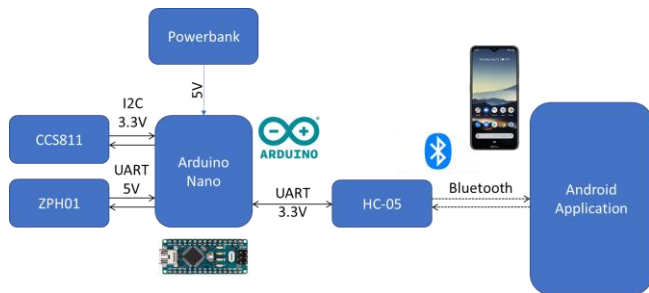 Powerbank
5V
I2C
3.3V
CCS811
UART
5V
ZPH01
Arduino
Nano
ARDUINO
UART
3.3V
HC-05
Bluetooth
Android
Application